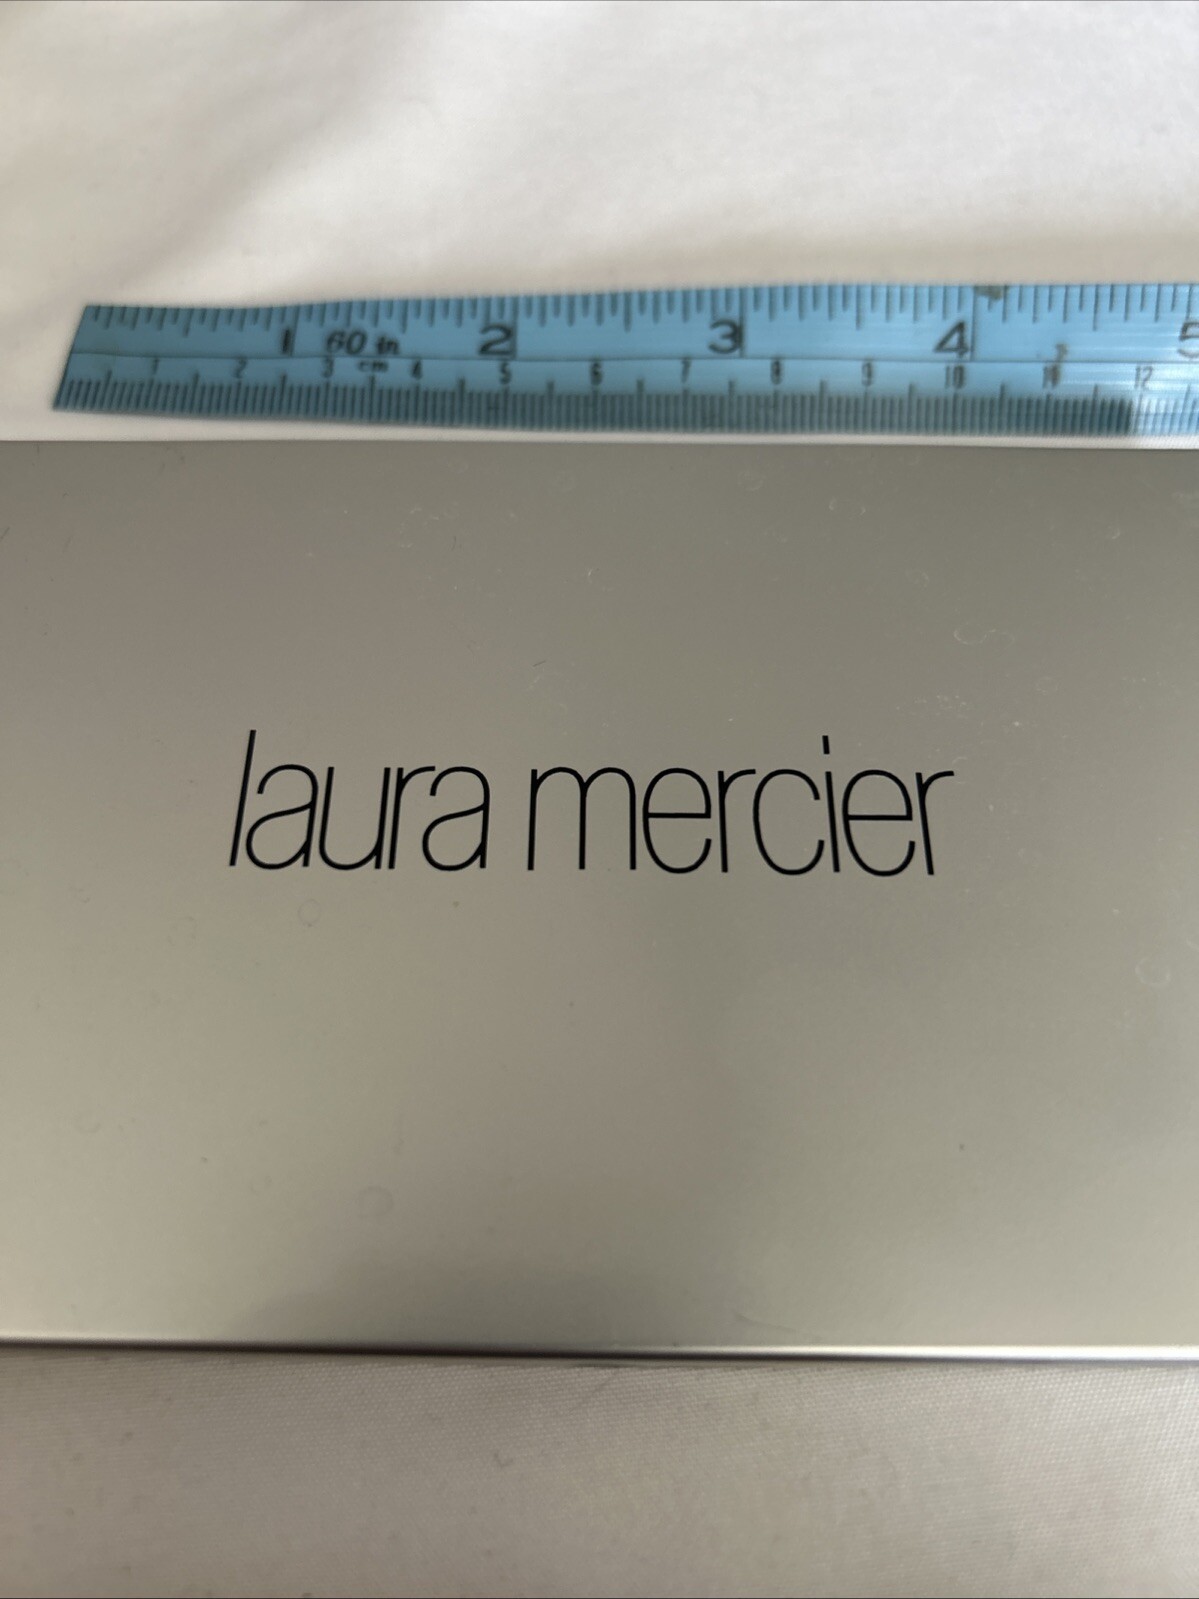 1 60 in 2 3 4 5
1 2 3 cm 4 5 6 7 8 9 10 11 12
laura mercier